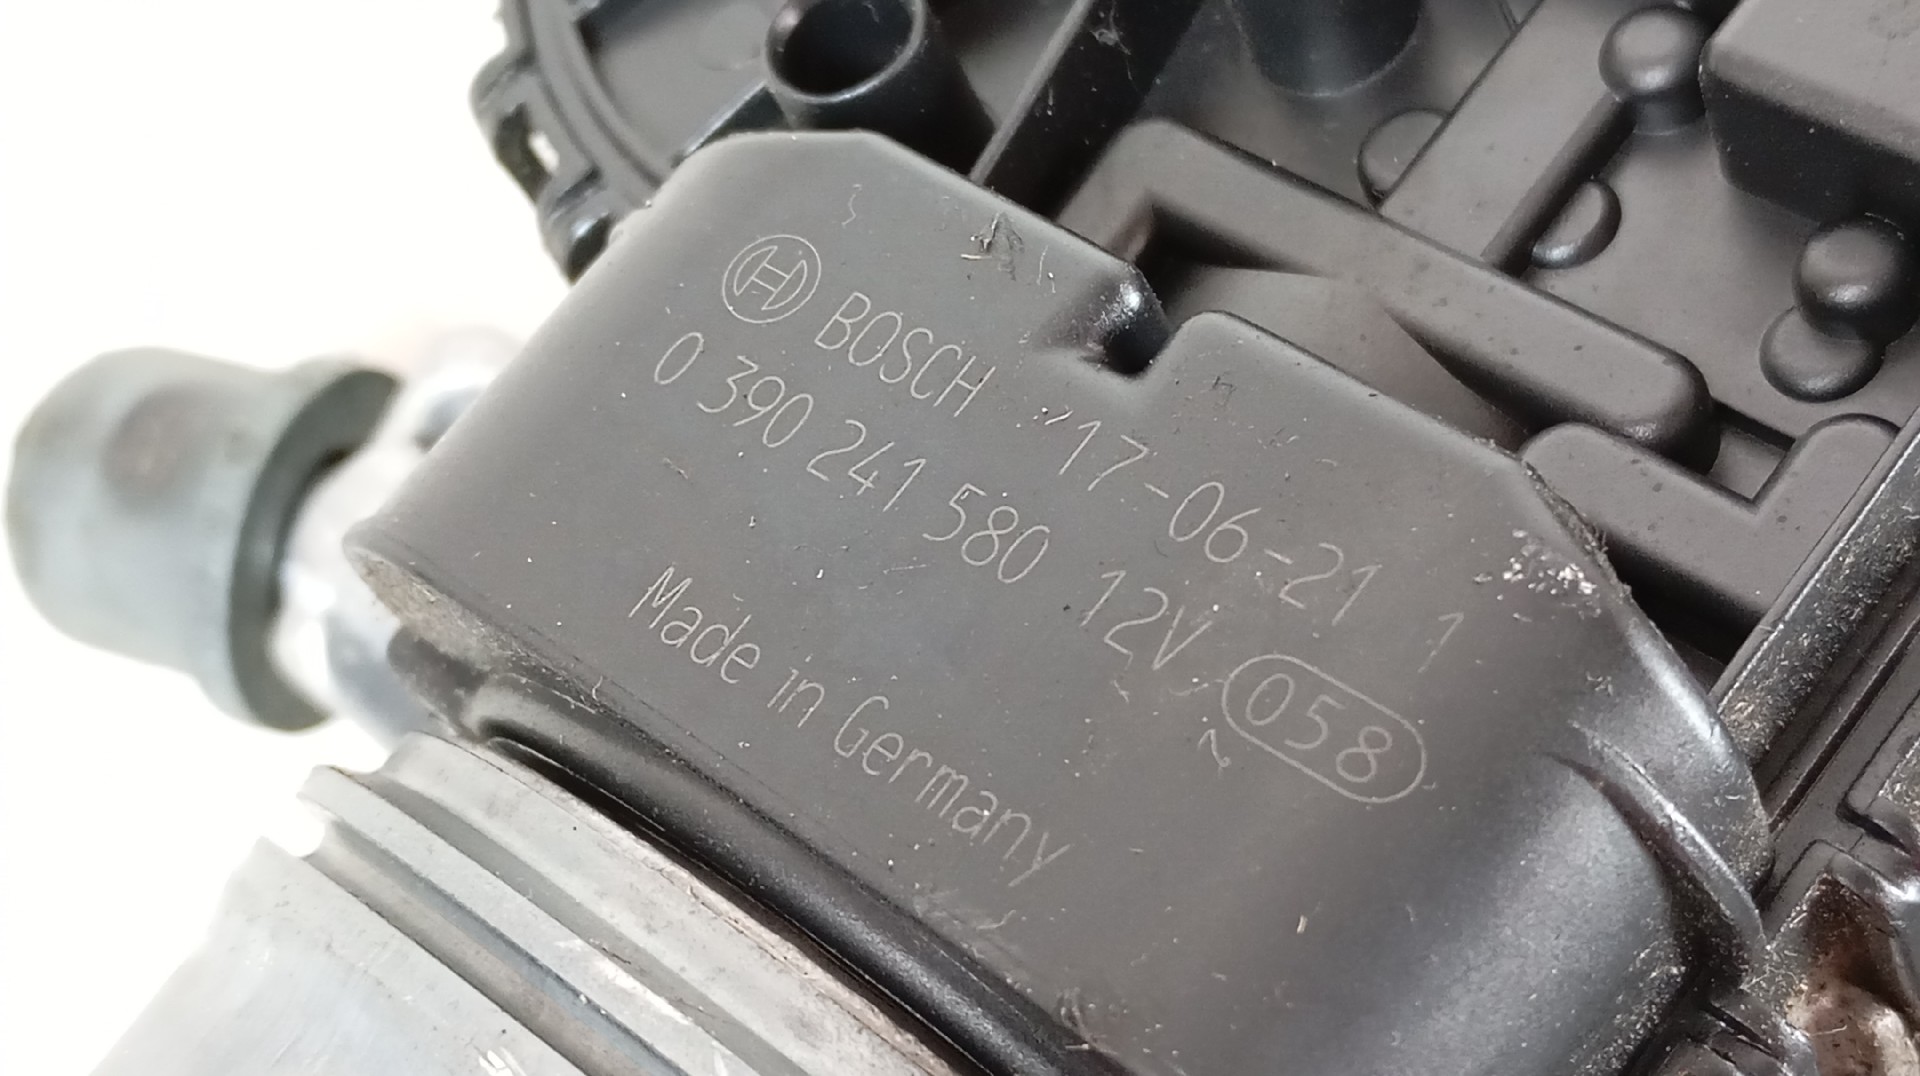 BOSCH 17-06-21 1
0 390 241 580 12V 058
Made in Germany